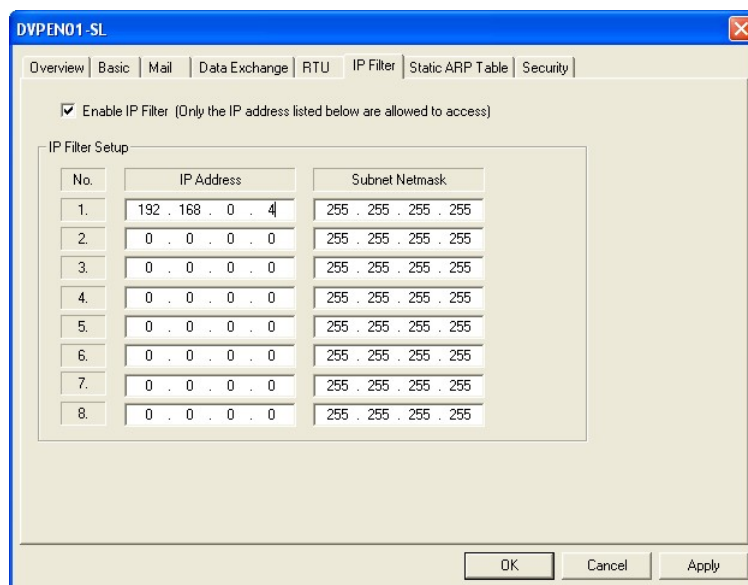 DVPEN01-SL
Overview Basic Mail Data Exchange RTU IP Filter Static ARP Table Security
Enable IP Filter (Only the IP address listed below are allowed to access)
IP Filter Setup
No. IP Address Subnet Netmask
1. 192 . 168 . 0 . 4 255 . 255 . 255 . 255
2. 0 . 0 . 0 . 0 255 . 255 . 255 . 255
3. 0 . 0 . 0 . 0 255 . 255 . 255 . 255
4. 0 . 0 . 0 . 0 255 . 255 . 255 . 255
5. 0 . 0 . 0 . 0 255 . 255 . 255 . 255
6. 0 . 0 . 0 . 0 255 . 255 . 255 . 255
7. 0 . 0 . 0 . 0 255 . 255 . 255 . 255
8. 0 . 0 . 0 . 0 255 . 255 . 255 . 255
OK Cancel Apply